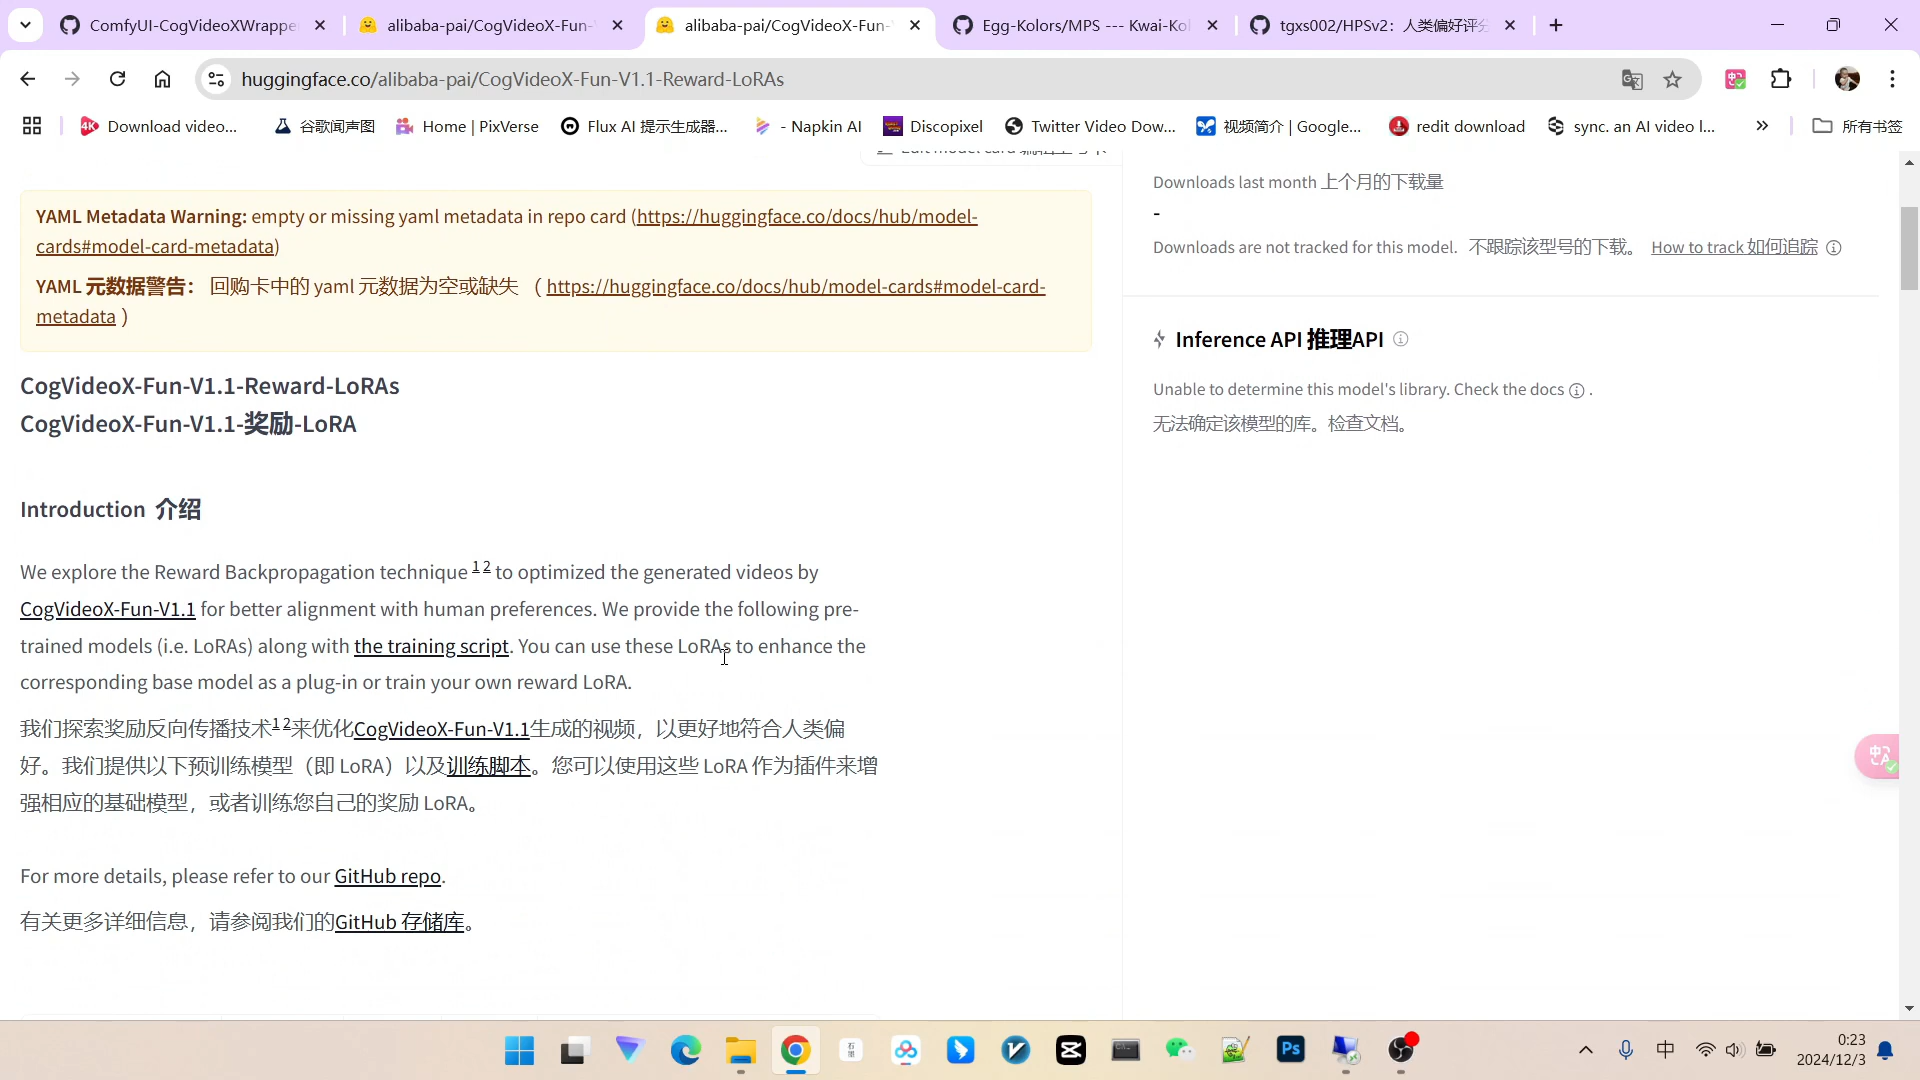 ComfyUI-CogVideoXWrappe
alibaba-pai/CogVideoX-Fun-
alibaba-pai/CogVideoX-Fun-
Egg-Kolors/MPS --- Kwai-Kol
tgxs002/HPSv2：人类偏好评分
huggingface.co/alibaba-pai/CogVideoX-Fun-V1.1-Reward-LoRAs
Download video...
谷歌闻声图
Home | PixVerse
Flux AI 提示生成器...
- Napkin AI
Discopixel
Twitter Video Dow...
视频简介 | Google...
redit download
sync. an AI video l...
所有书签
YAML Metadata Warning: empty or missing yaml metadata in repo card (https://huggingface.co/docs/hub/model-
cards#model-card-metadata)
YAML 元数据警告： 回购卡中的 yaml 元数据为空或缺失 （ https://huggingface.co/docs/hub/model-cards#model-card-
metadata ）
CogVideoX-Fun-V1.1-Reward-LoRAs
CogVideoX-Fun-V1.1-奖励-LoRA
Introduction 介绍
We explore the Reward Backpropagation technique 1 2 to optimized the generated videos by
CogVideoX-Fun-V1.1 for better alignment with human preferences. We provide the following pre-
trained models (i.e. LoRAs) along with the training script. You can use these LoRAs to enhance the
corresponding base model as a plug-in or train your own reward LoRA.
我们探索奖励反向传播技术1 2来优化CogVideoX-Fun-V1.1生成的视频，以更好地符合人类偏
好。我们提供以下预训练模型（即 LoRA）以及训练脚本。您可以使用这些 LoRA 作为插件来增
强相应的基础模型，或者训练您自己的奖励 LoRA。
For more details, please refer to our GitHub repo.
有关更多详细信息，请参阅我们的GitHub 存储库。
Downloads last month 上个月的下载量
-
Downloads are not tracked for this model. 不跟踪该型号的下载。 How to track 如何追踪
Inference API 推理API
Unable to determine this model's library. Check the docs .
无法确定该模型的库。检查文档。
中
0:23
2024/12/3